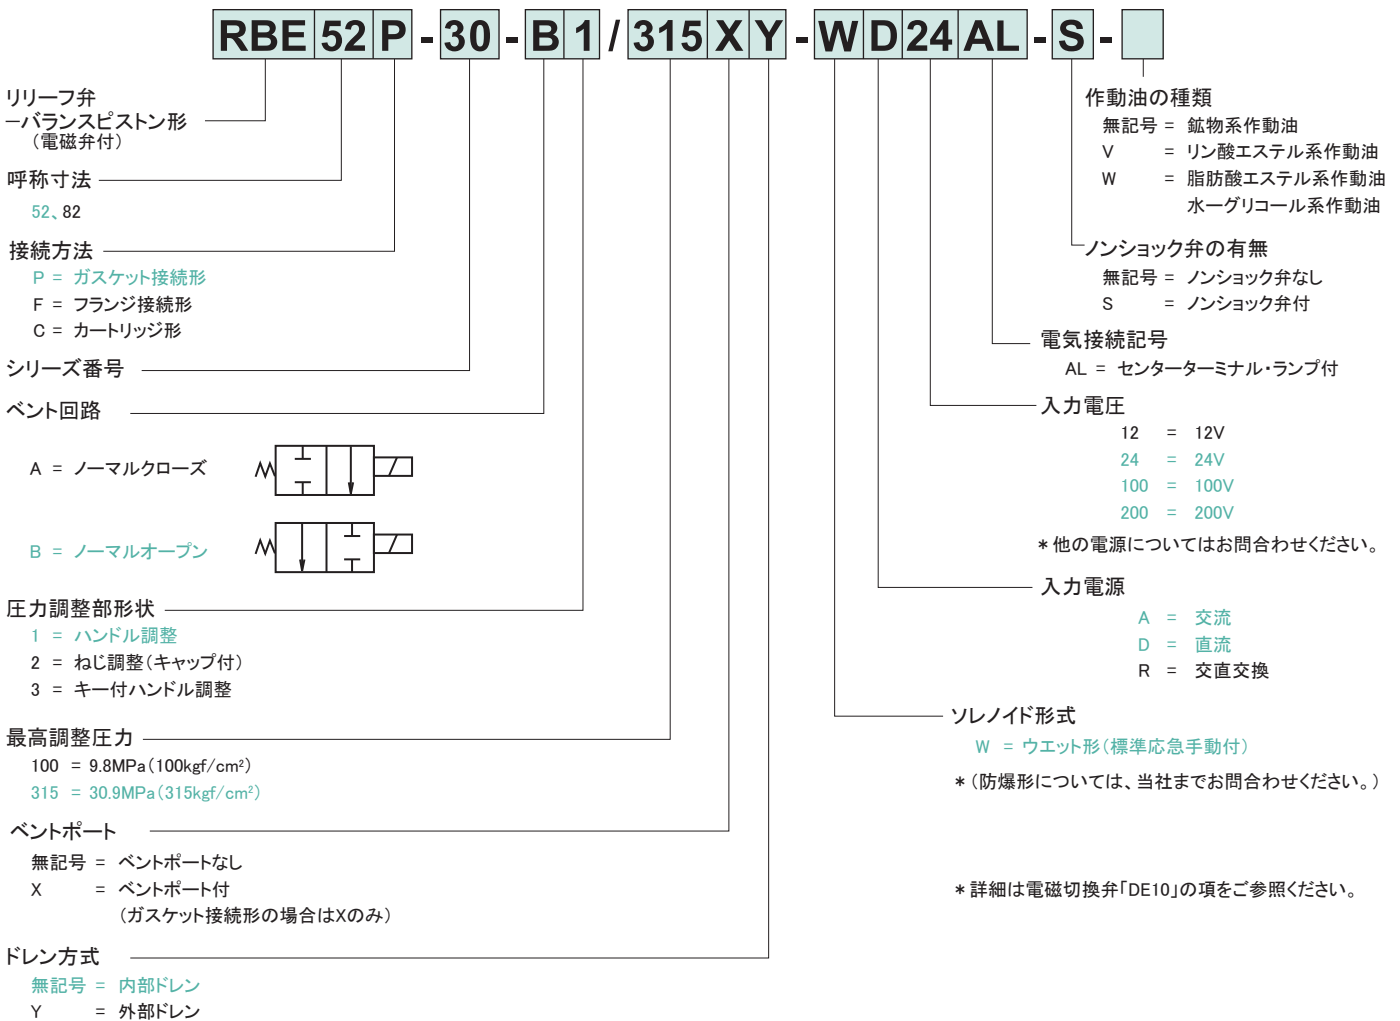 RBE 52 P - 30 - B 1 / 315 X Y - W D 24 AL - S -
リリーフ弁
ーバランスピストン形
（電磁弁付）
呼称寸法
52、82
接続方法
P = ガスケット接続形
F = フランジ接続形
C = カートリッジ形
シリーズ番号
ベント回路
A = ノーマルクローズ
B = ノーマルオープン
圧力調整部形状
1 = ハンドル調整
2 = ねじ調整（キャップ付）
3 = キー付ハンドル調整
最高調整圧力
100 = 9.8MPa（100kgf/cm²）
315 = 30.9MPa（315kgf/cm²）
ベントポート
無記号 = ベントポートなし
X = ベントポート付
（ガスケット接続形の場合はXのみ）
ドレン方式
無記号 = 内部ドレン
Y = 外部ドレン
作動油の種類
無記号 = 鉱物系作動油
V = リン酸エステル系作動油
W = 脂肪酸エステル系作動油
水ーグリコール系作動油
ノンショック弁の有無
無記号 = ノンショック弁なし
S = ノンショック弁付
電気接続記号
AL = センターターミナル・ランプ付
入力電圧
12 = 12V
24 = 24V
100 = 100V
200 = 200V
＊他の電源についてはお問合わせください。
入力電源
A = 交流
D = 直流
R = 交直交換
ソレノイド形式
W = ウエット形（標準応急手動付）
＊（防爆形については、当社までお問合わせください。）
＊詳細は電磁切換弁「DE10」の項をご参照ください。